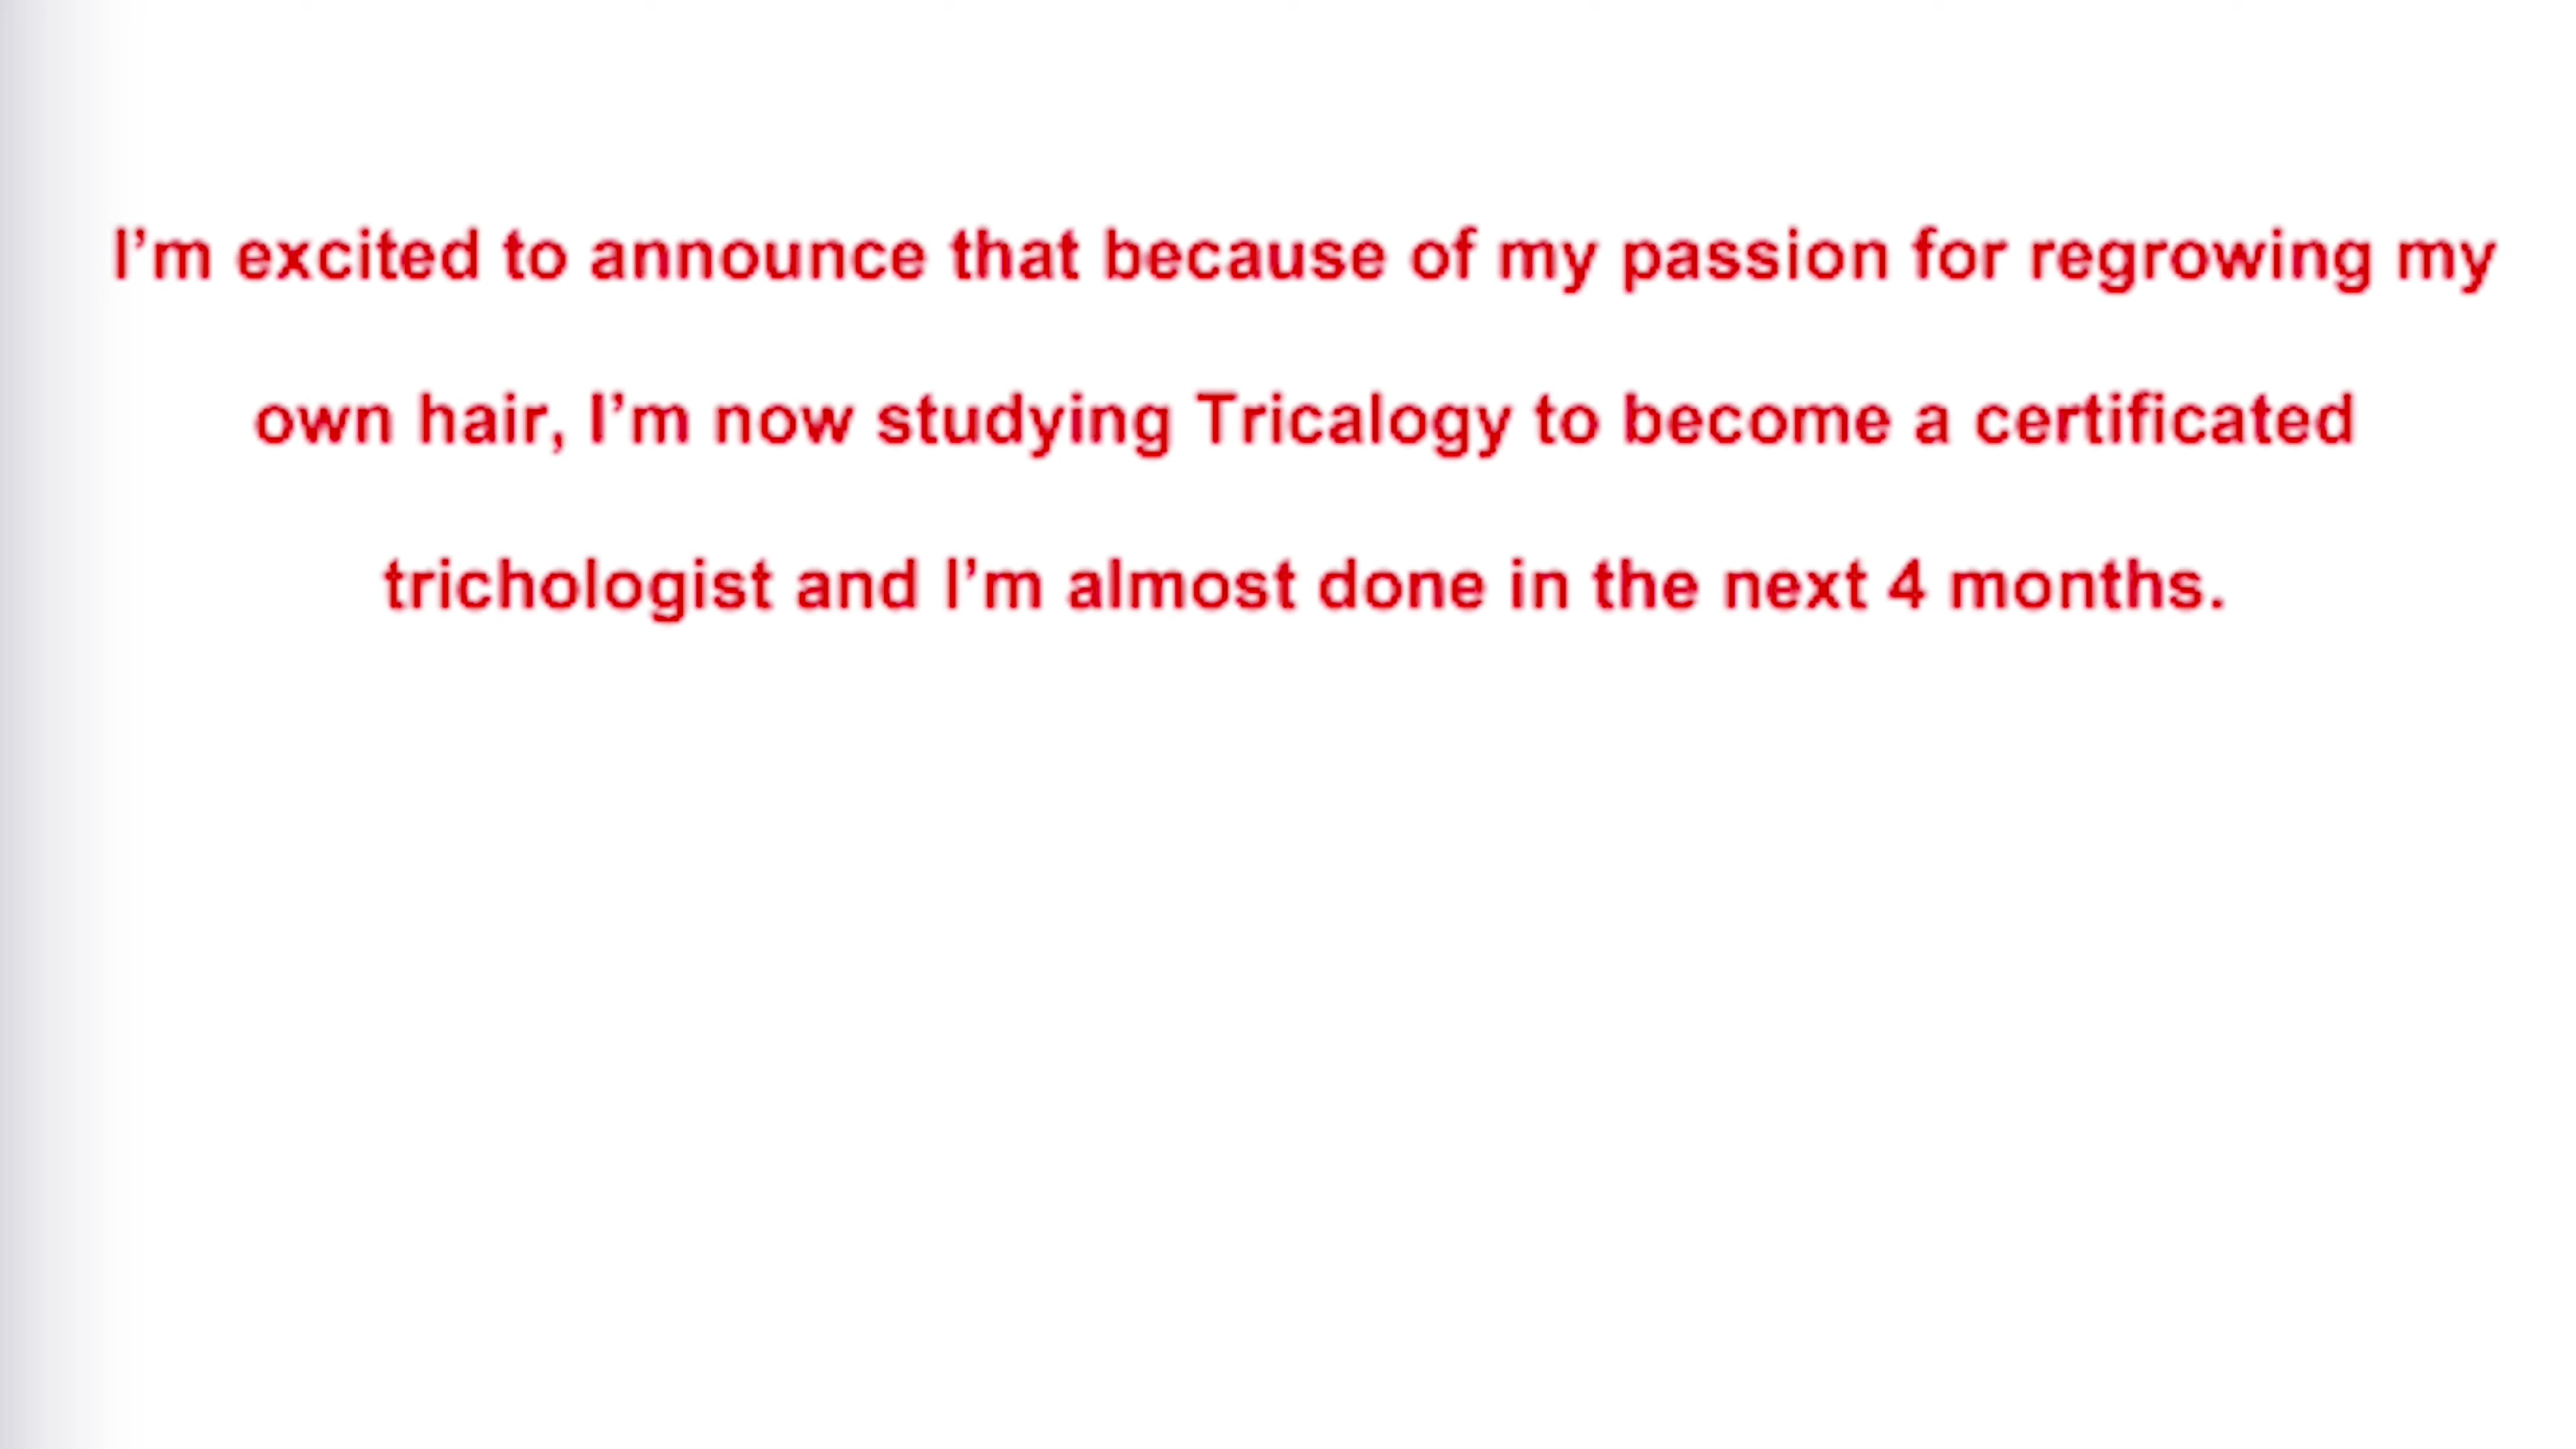 I’m excited to announce that because of my passion for regrowing my
own hair, I’m now studying Tricalogy to become a certificated
trichologist and I’m almost done in the next 4 months.